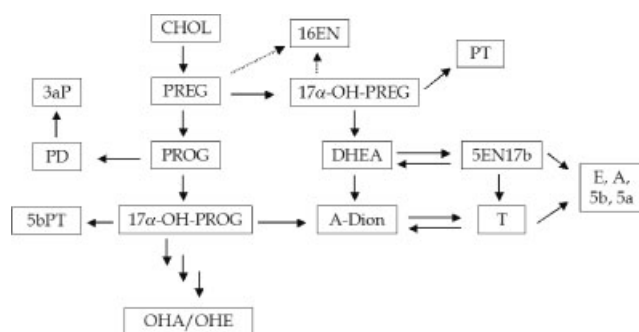 CHOL
16EN
PT
3aP
PREG
17α-OH-PREG
PD
PROG
DHEA
5EN17b
E, A,
5b, 5a
5bPT
17α-OH-PROG
A-Dion
T
OHA/OHE